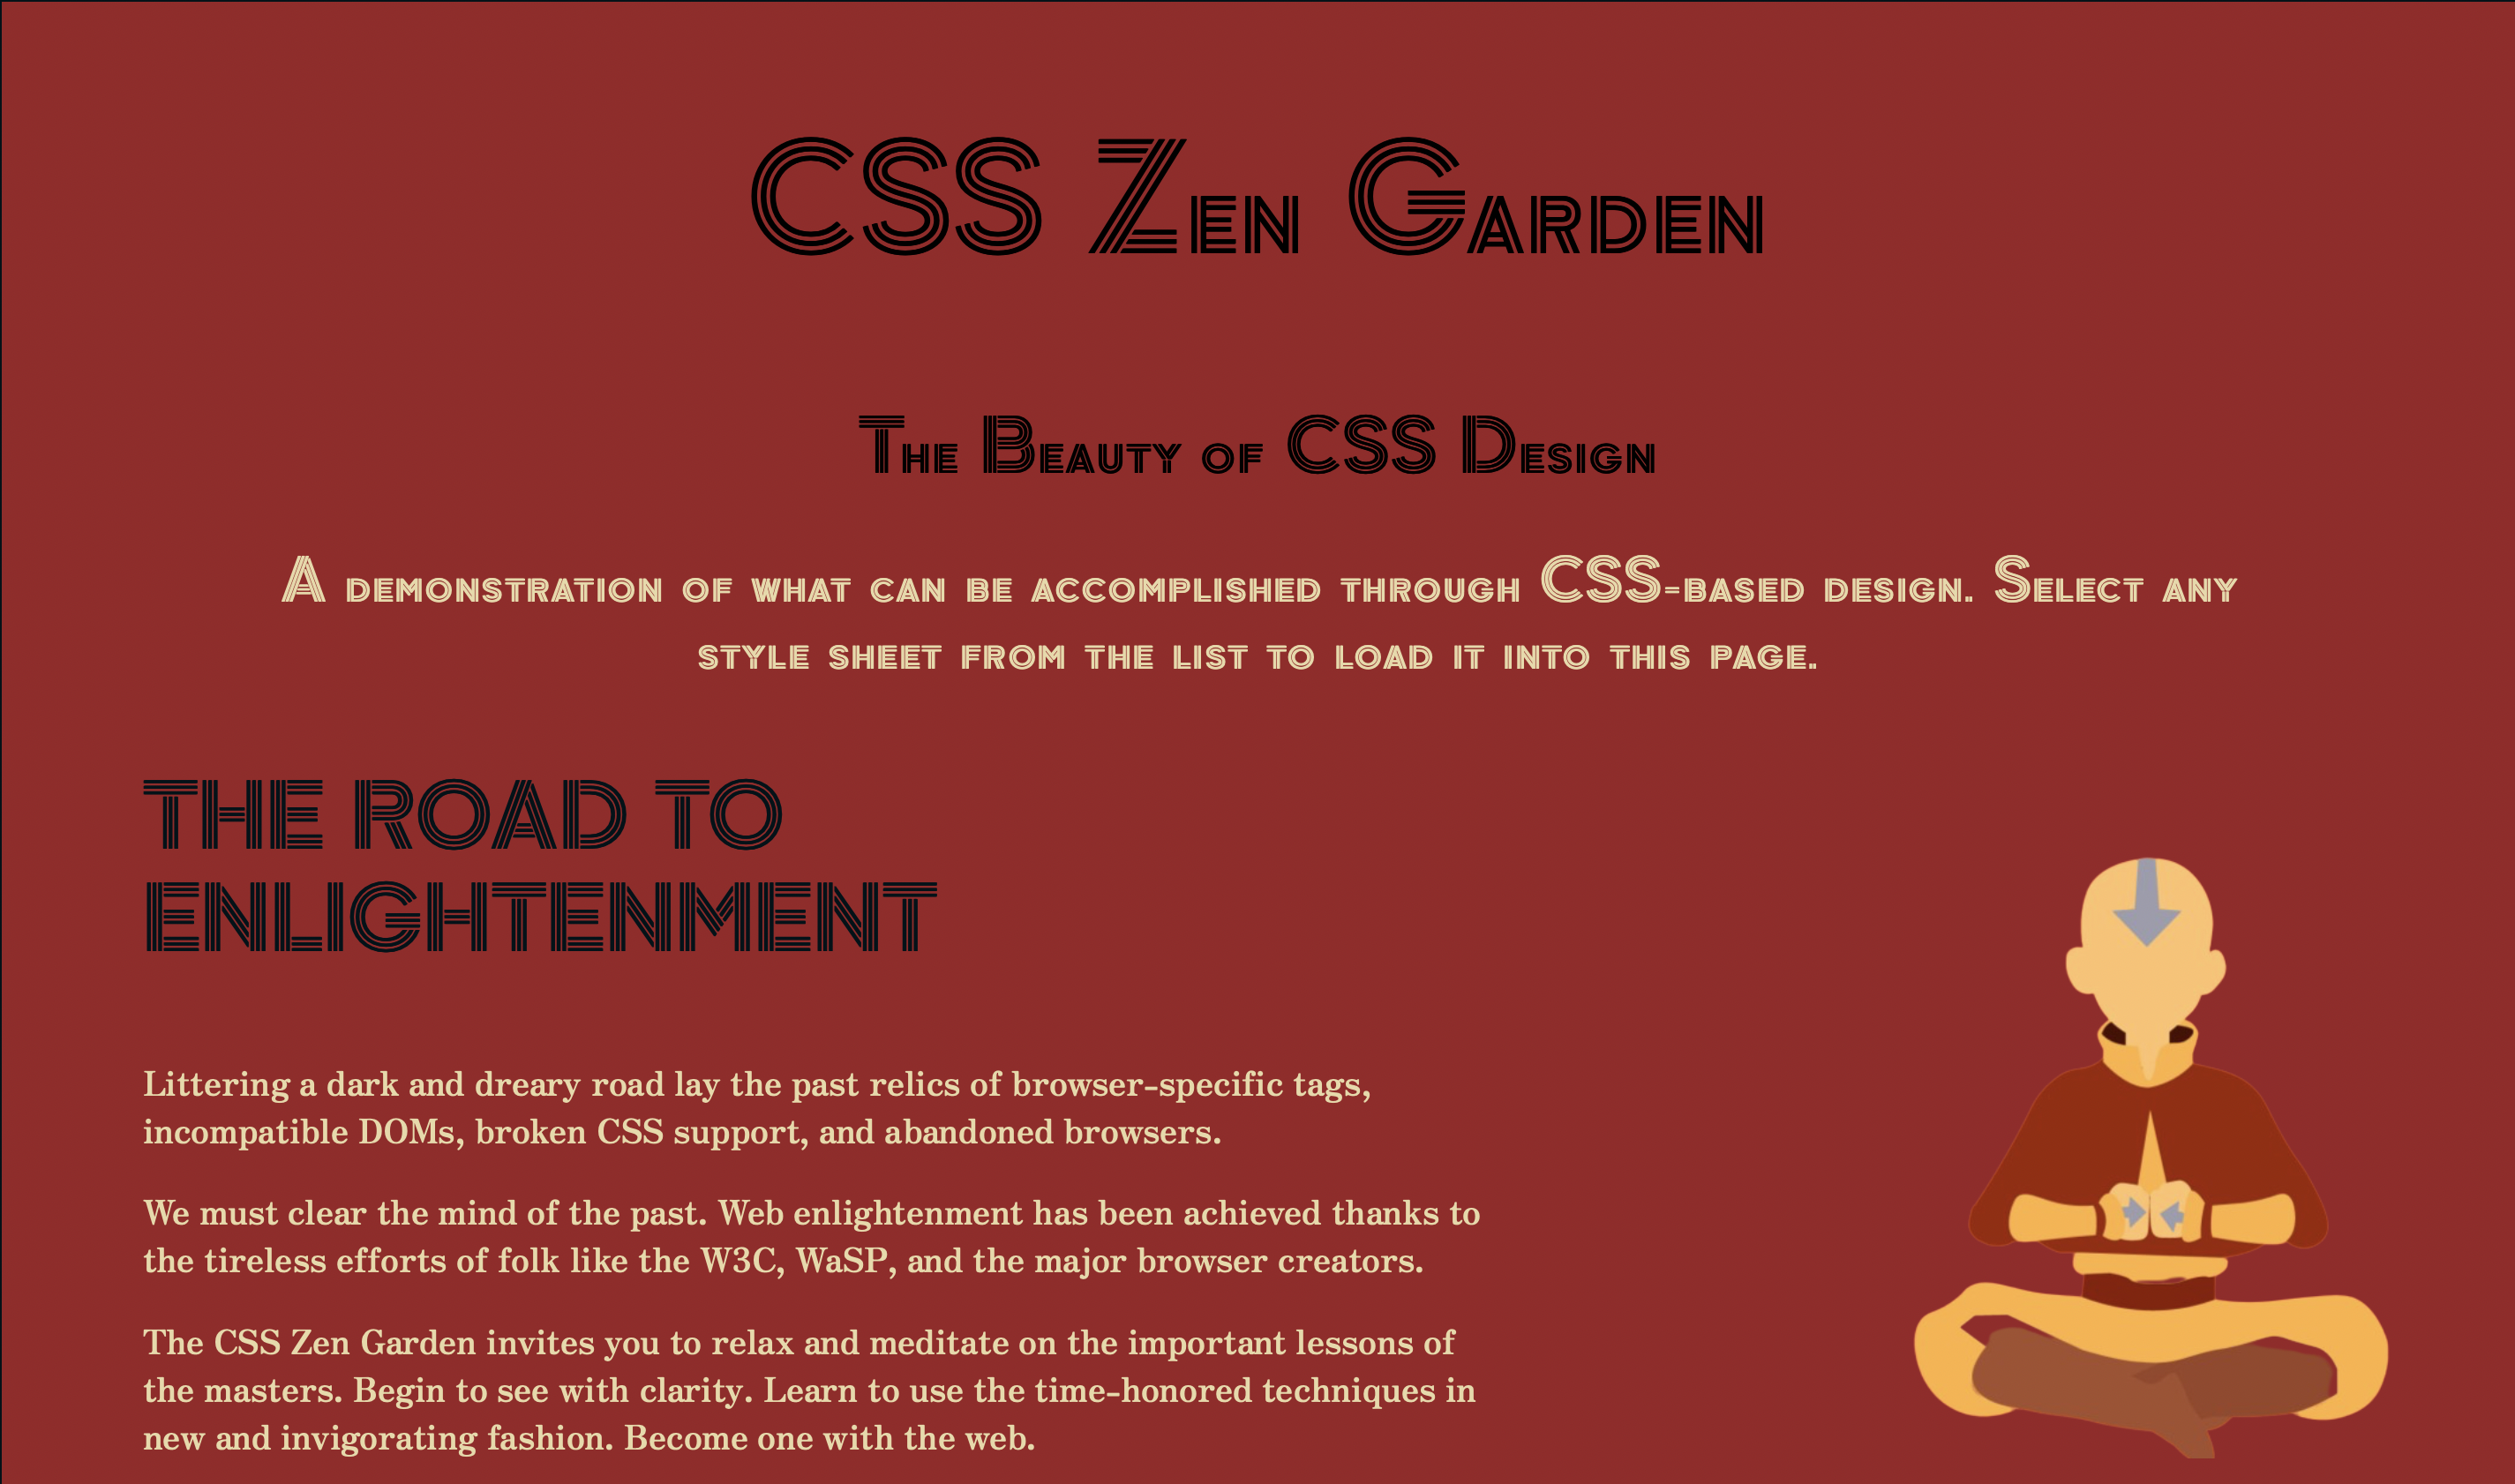 CSS Zen Garden
The Beauty of CSS Design
A demonstration of what can be accomplished through CSS-based design. Select any
style sheet from the list to load it into this page.
THE ROAD TO
ENLIGHTENMENT
Littering a dark and dreary road lay the past relics of browser-specific tags,
incompatible DOMs, broken CSS support, and abandoned browsers.
We must clear the mind of the past. Web enlightenment has been achieved thanks to
the tireless efforts of folk like the W3C, WaSP, and the major browser creators.
The CSS Zen Garden invites you to relax and meditate on the important lessons of
the masters. Begin to see with clarity. Learn to use the time-honored techniques in
new and invigorating fashion. Become one with the web.